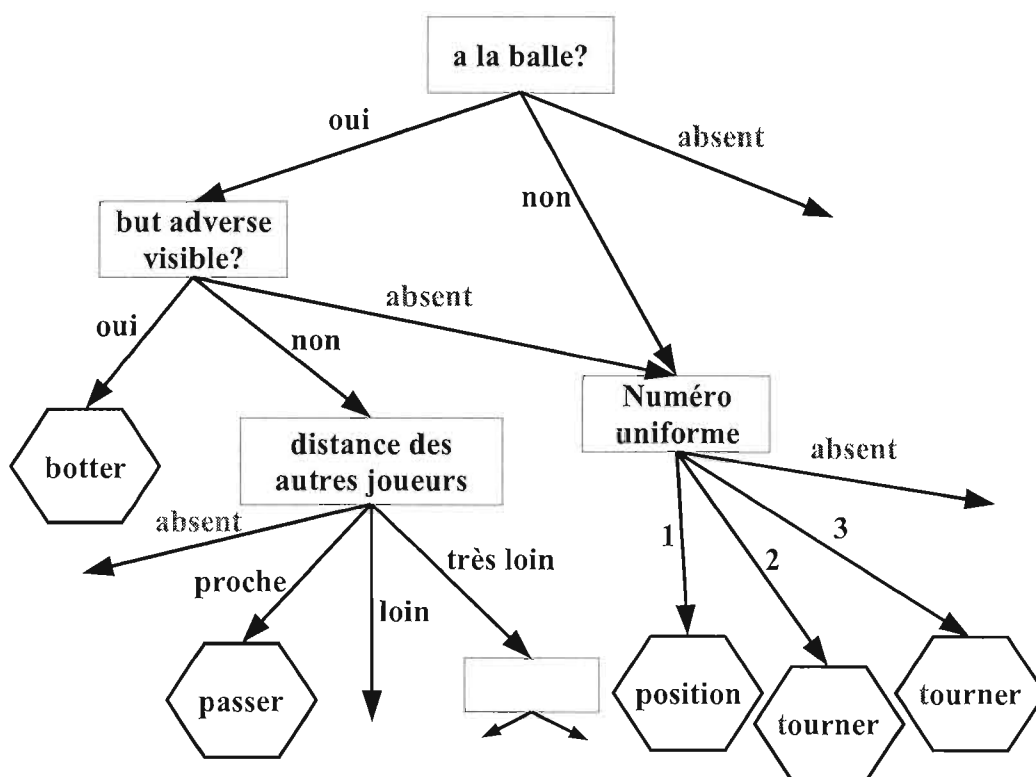 a la balle?
oui
absent
non
but adverse
visible?
absent
oui
non
Numéro
uniforme
distance des
autres joueurs
botter
absent
absent
1
2
3
proche
loin
très loin
passer
position
tourner
tourner